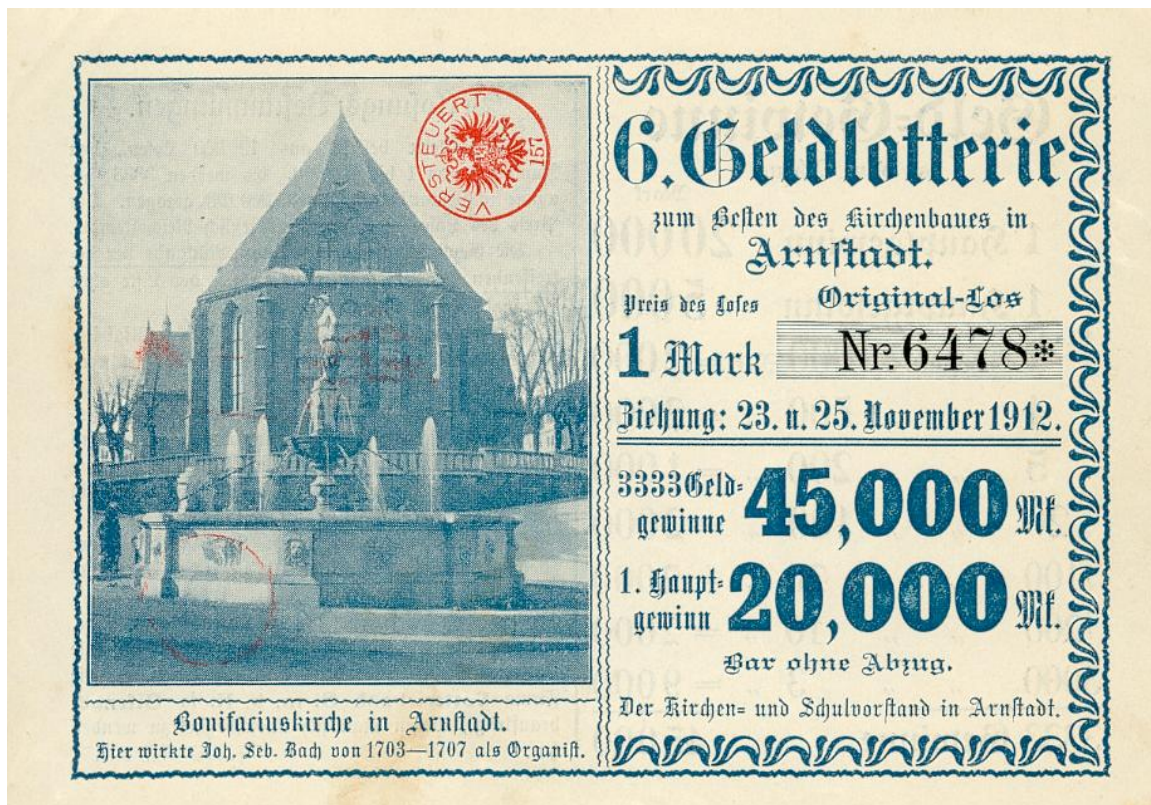 VERSTEUERT
157
Bonifaciuskirche in Arnstadt.
Hier wirkte Joh. Seb. Bach von 1703—1707 als Organist.
6. Geldlotterie
zum Besten des Kirchenbaues in
Arnstadt.
Preis des Loses Original-Los
1 Mark Nr. 6478*
Ziehung: 23. u. 25. November 1912.
3333 Geld-
gewinne 45,000 Mk.
1. Haupt-
gewinn 20,000 Mk.
Bar ohne Abzug.
Der Kirchen- und Schulvorstand in Arnstadt.